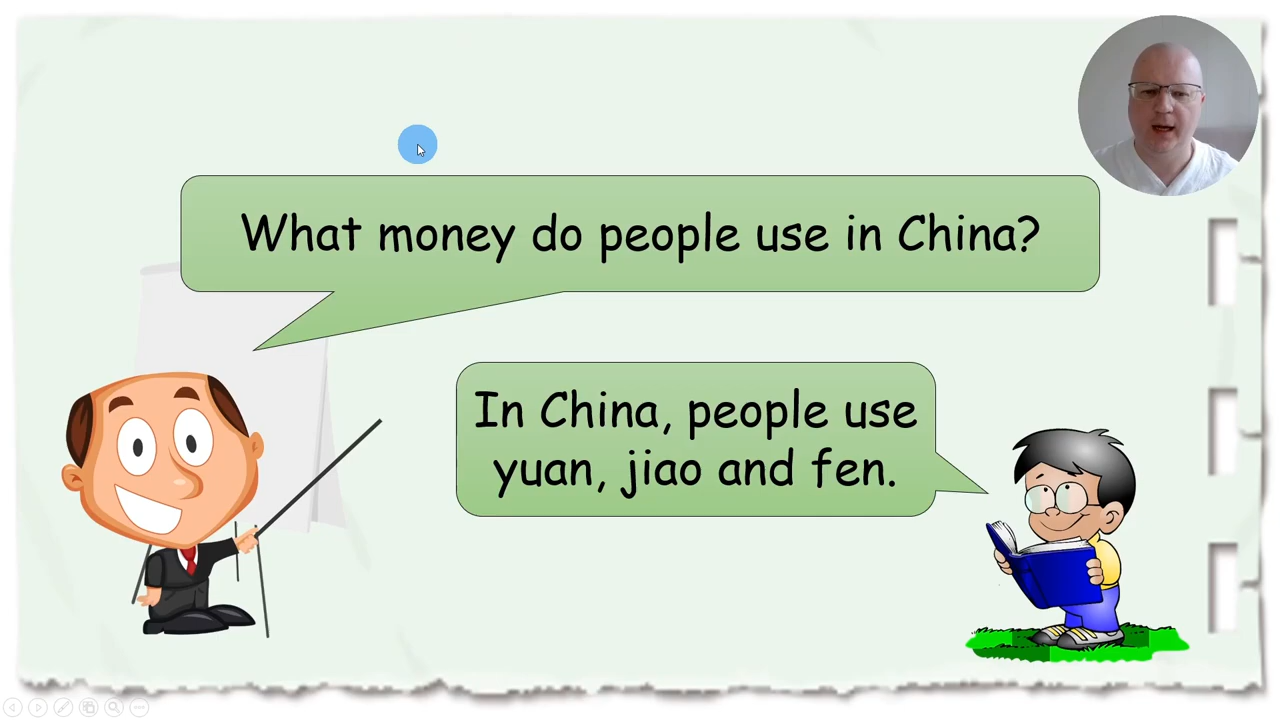 What money do people use in China?
In China, people use
yuan, jiao and fen.